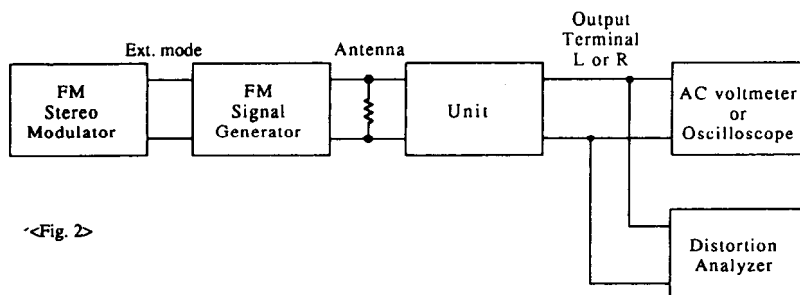 Ext. mode
Antenna
Output
Terminal
L or R
FM
Stereo
Modulator
FM
Signal
Generator
Unit
AC voltmeter
or
Oscilloscope
Distortion
Analyzer
<Fig. 2>